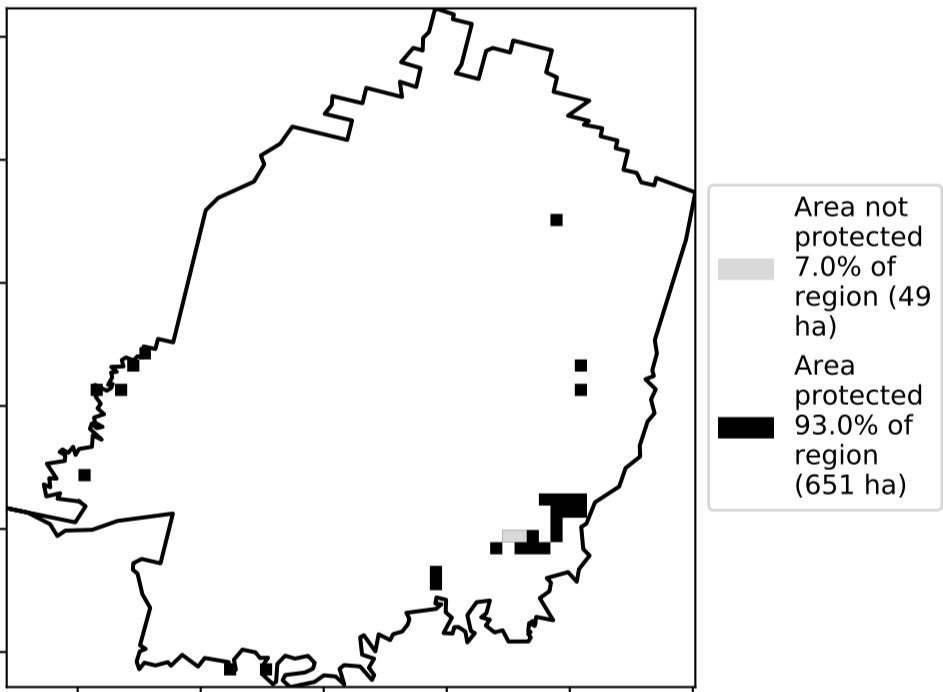 Area not
protected
7.0% of
region (49
ha)
Area
protected
93.0% of
region
(651 ha)